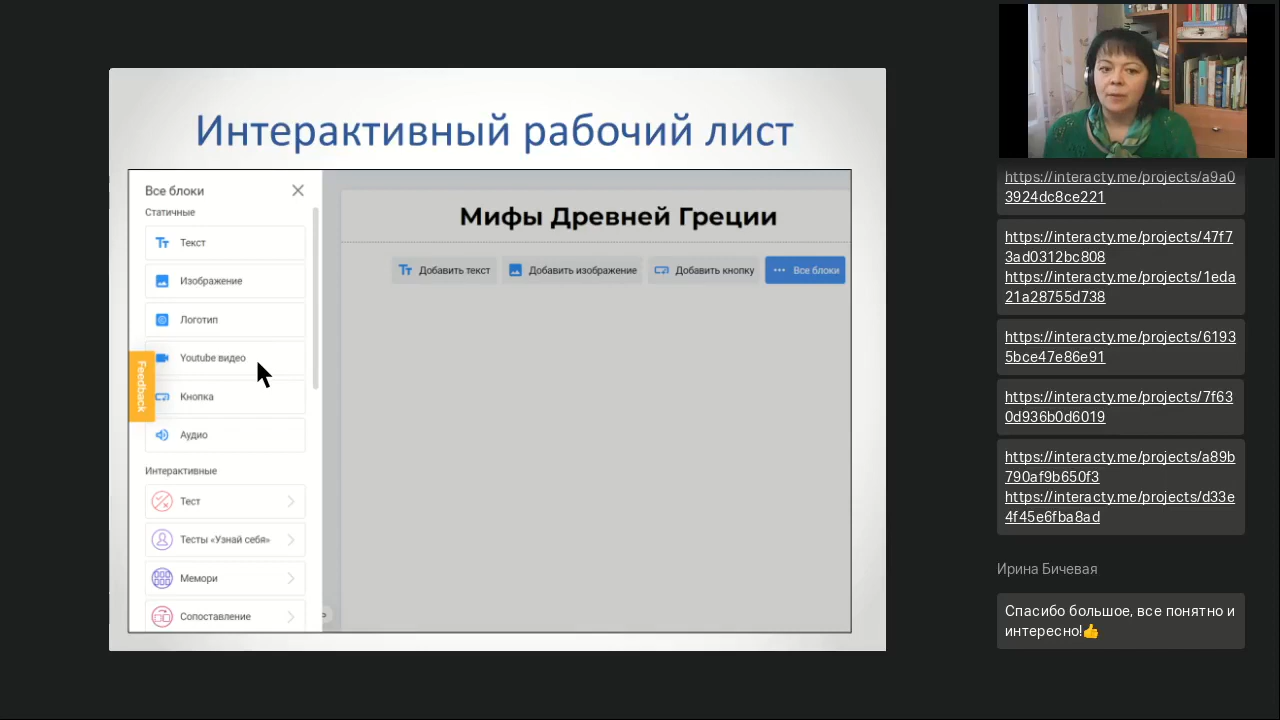 Интерактивный рабочий лист
Все блоки
Статичные
Текст
Изображение
Логотип
Youtube видео
Кнопка
Аудио
Интерактивные
Тест
Тесты «Узнай себя»
Мемори
Сопоставление
Feedback
Мифы Древней Греции
Добавить текст
Добавить изображение
Добавить кнопку
Все блоки
https://interacty.me/projects/a9a0
3924dc8ce221
https://interacty.me/projects/47f7
3ad0312bc808
https://interacty.me/projects/1eda
21a28755d738
https://interacty.me/projects/6193
5bce47e86e91
https://interacty.me/projects/7f63
0d936b0d6019
https://interacty.me/projects/a89b
790af9b650f3
https://interacty.me/projects/d33e
4f45e6fba8ad
Ирина Бичевая
Спасибо большое, все понятно и
интересно!👍